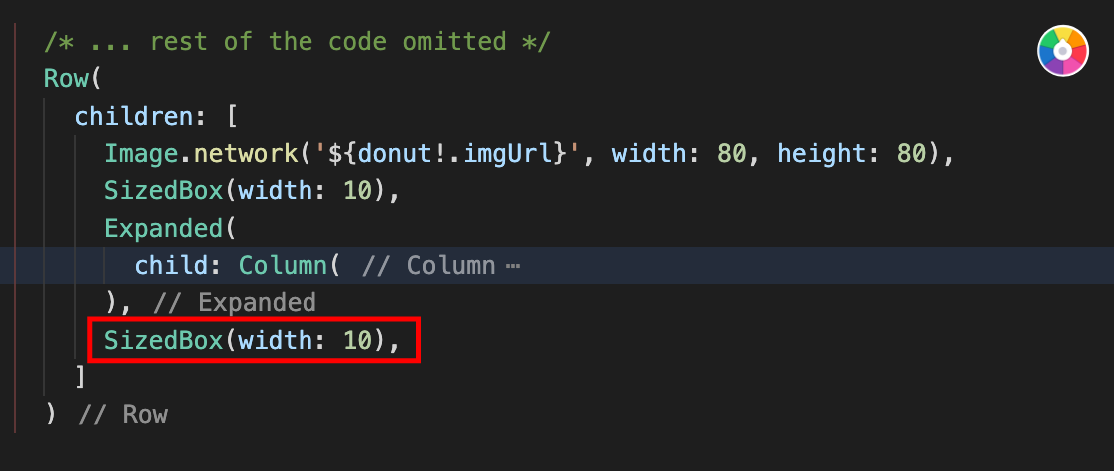 /* ... rest of the code omitted */
Row(
children: [
Image.network('${donut!.imgUrl}', width: 80, height: 80),
SizedBox(width: 10),
Expanded(
child: Column( // Column ⋯
), // Expanded
SizedBox(width: 10),
]
) // Row